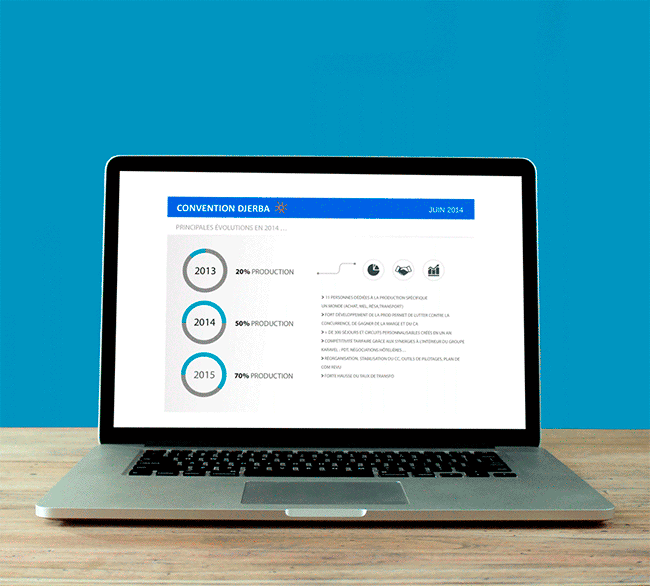 CONVENTION DJERBA
JUIN 2014
PRINCIPALES ÉVOLUTIONS EN 2014....
2013
20% PRODUCTION
2014
50% PRODUCTION
2015
70% PRODUCTION
> 11 PERSONNES DÉDIÉES À LA PRODUCTION SPÉCIFIQUE
UN MONDE (ACHAT, MEL, RÉSA, TRANSPORT)
> FORT DÉVELOPPEMENT DE LA PROD PERMET DE LUTTER CONTRE LA
CONCURRENCE, DE GAGNER DE LA MARGE ET DU CA
DE 300 SÉJOURS ET CIRCUITS PERSONNALISABLES CRÉÉS EN UN AN
> COMPÉTITIVITÉ TARIFAIRE GRÂCE AUX SYNERGIES À L'INTÉRIEUR DU GROUPE
KARAVEL : PDT, NÉGOCIATIONS HÔTELIÈRES ...
> RÉORGANISATION, STABILISATION DU CC, OUTILS DE PILOTAGES, PLAN DE
COM REVU
> FORTE HAUSSE DU TAUX DE TRANSFO